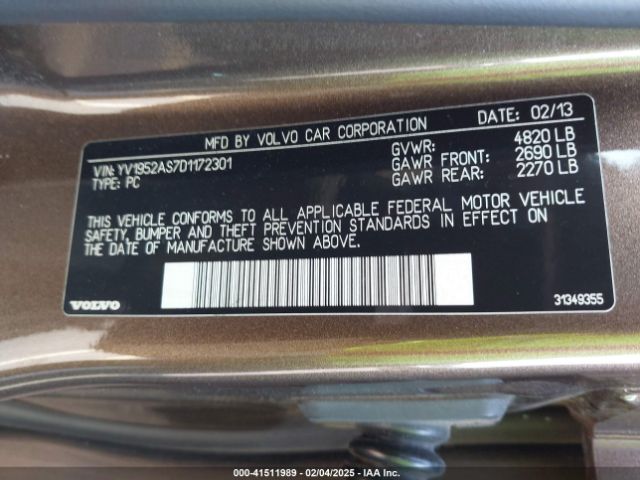 MFD BY VOLVO CAR CORPORATION
DATE: 02/13
VIN: YV1952AS7D1172301
TYPE: PC
GVWR: 4820 LB
GAWR FRONT: 2690 LB
GAWR REAR: 2270 LB
THIS VEHICLE CONFORMS TO ALL APPLICABLE FEDERAL MOTOR VEHICLE
SAFETY, BUMPER AND THEFT PREVENTION STANDARDS IN EFFECT ON
THE DATE OF MANUFACTURE SHOWN ABOVE.
VOLVO
31349355
000-41511989 - 02/04/2025 - IAA Inc.